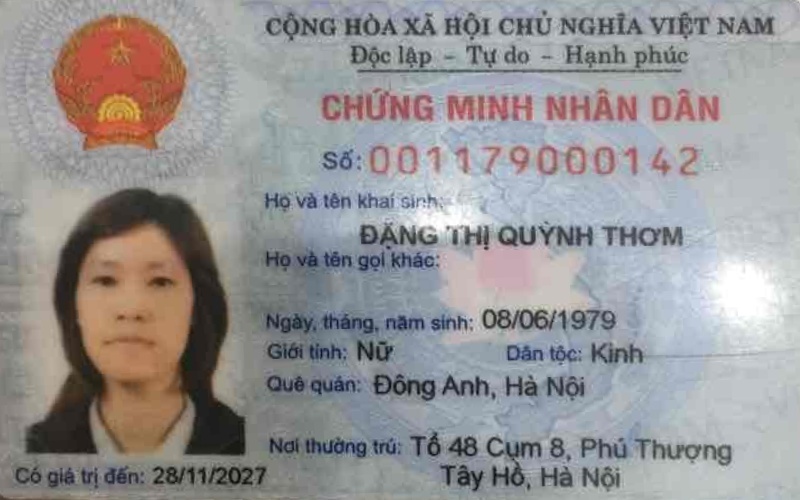 CỘNG HÒA XÃ HỘI CHỦ NGHĨA VIỆT NAM
Độc lập - Tự do - Hạnh phúc
CHỨNG MINH NHÂN DÂN
Số: 001179000142
Họ và tên khai sinh:
ĐẶNG THỊ QUỲNH THƠM
Họ và tên gọi khác:
Ngày, tháng, năm sinh: 08/06/1979
Giới tính: Nữ Dân tộc: Kinh
Quê quán: Đông Anh, Hà Nội
Nơi thường trú: Tổ 48 Cụm 8, Phú Thượng
Tây Hồ, Hà Nội
Có giá trị đến: 28/11/2027